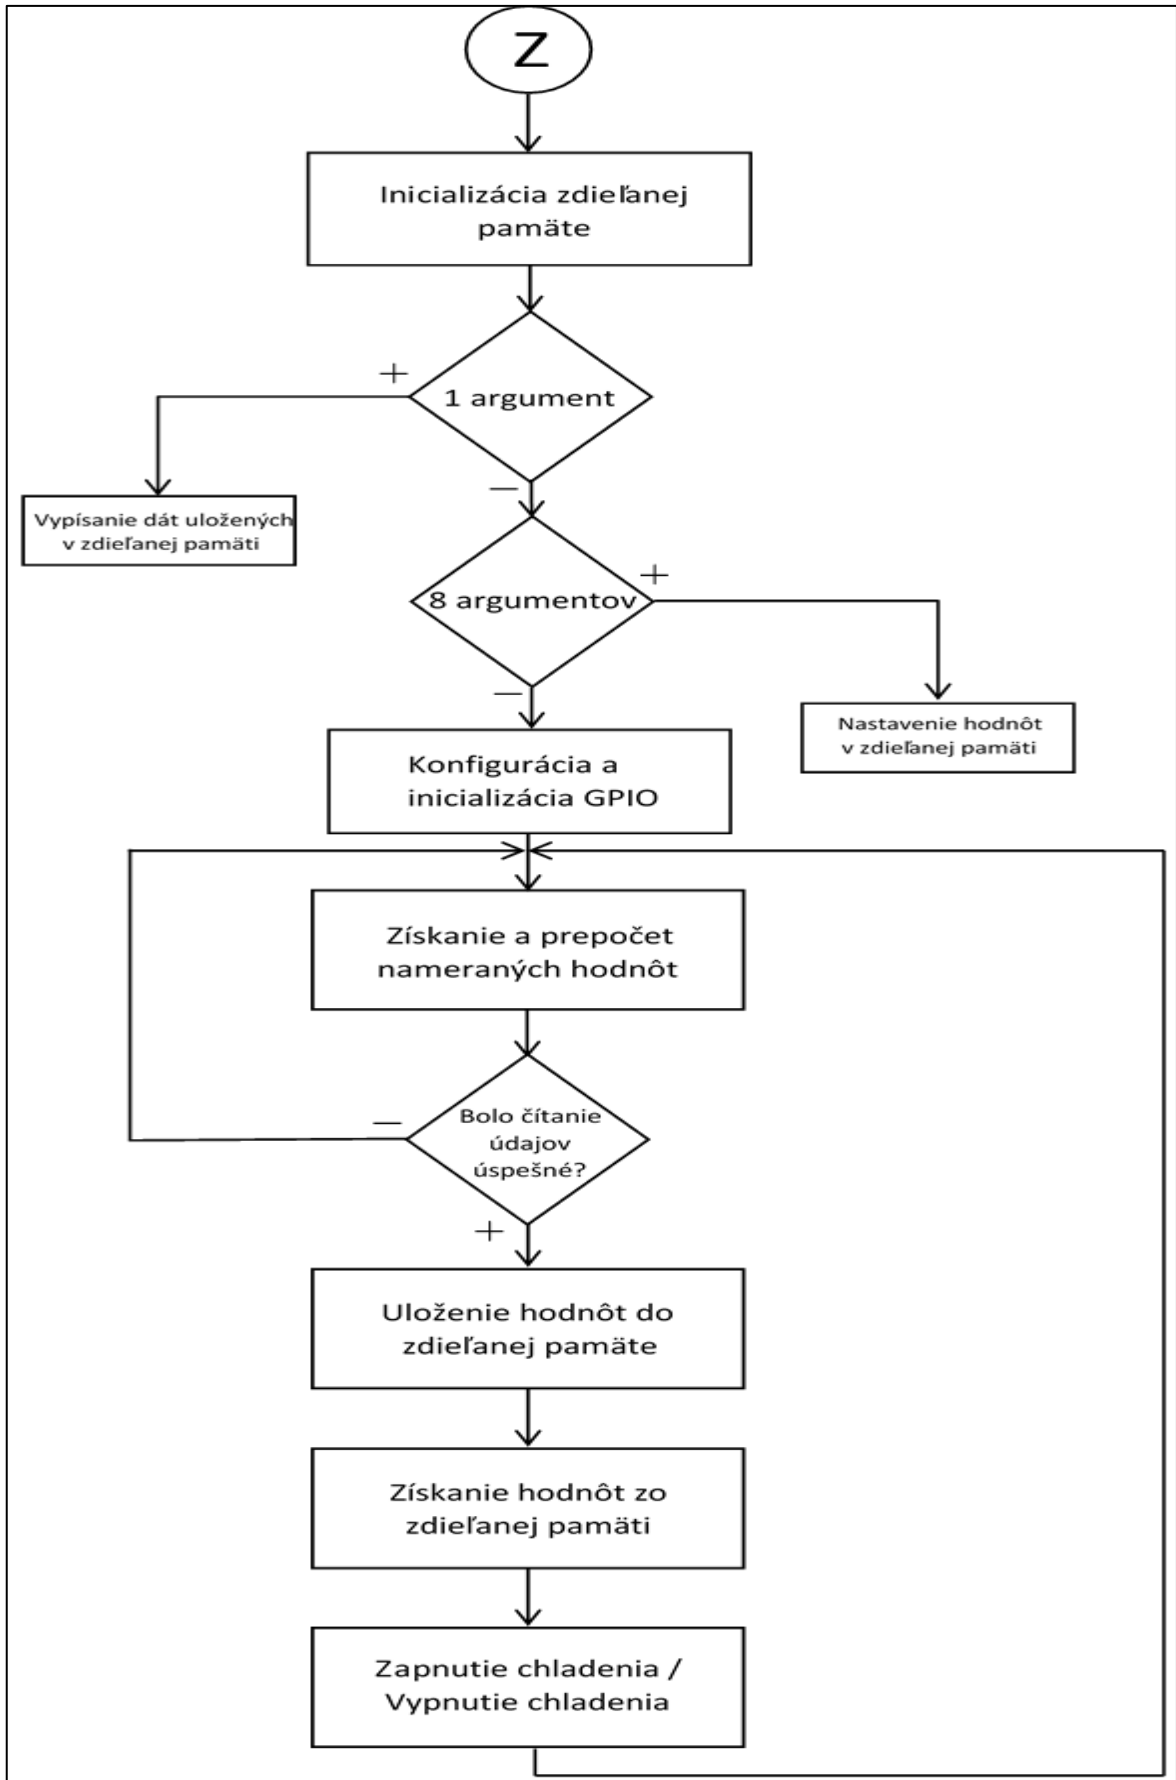 Z
Inicializácia zdieľanej
pamäte
+
1 argument
Vypísanie dát uložených
v zdieľanej pamäti
−
+
8 argumentov
−
Nastavenie hodnôt
v zdieľanej pamäti
Konfigurácia a
inicializácia GPIO
Získanie a prepočet
nameraných hodnôt
−
Bolo čítanie
údajov
úspešné?
+
Uloženie hodnôt do
zdieľanej pamäte
Získanie hodnôt zo
zdieľanej pamäti
Zapnutie chladenia /
Vypnutie chladenia